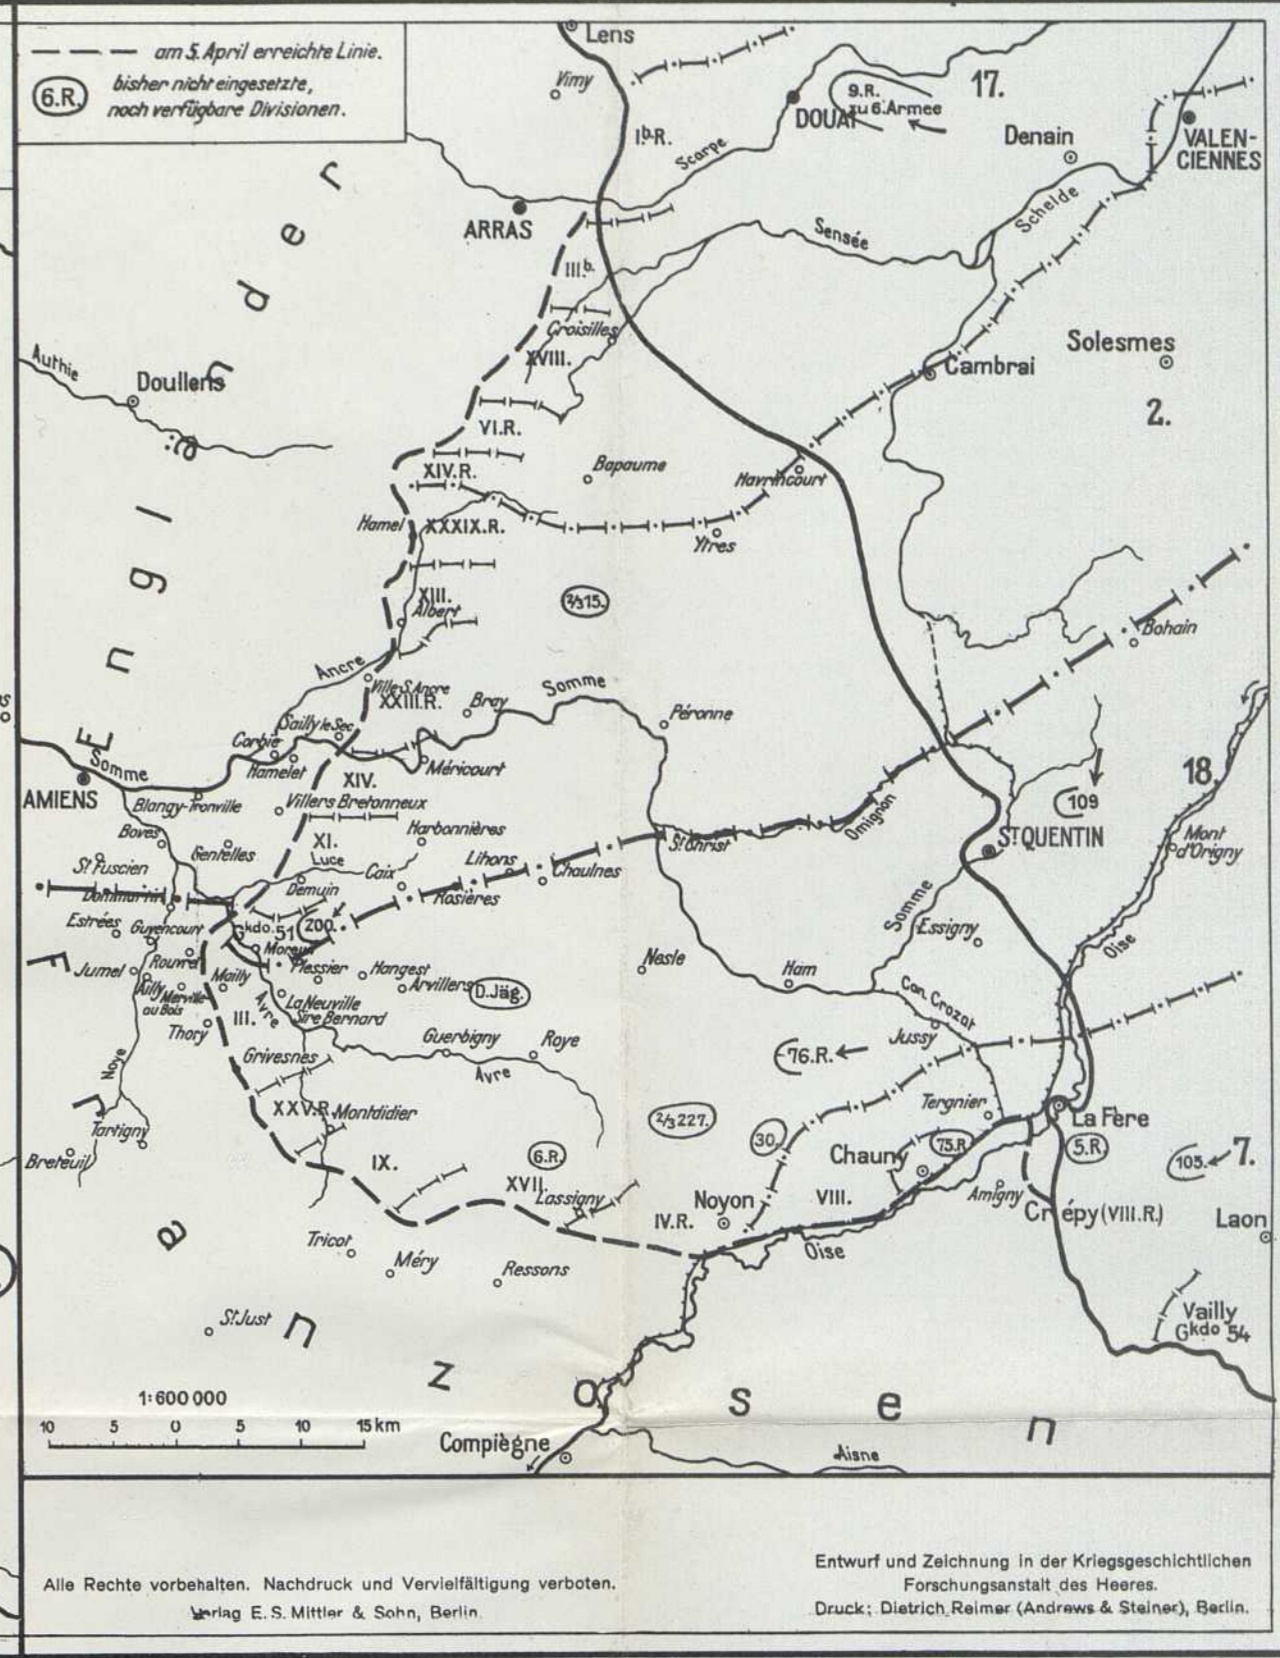 am 5. April erreichte Linie.
6.R.
bisher nicht eingesetzte,
noch verfügbare Divisionen.
Lens
Vimy
I.b.R.
Scarpe
DOUAI
9.R.
zu 6. Armee
17.
Denain
VALEN-
CIENNES
Schelde
ARRAS
Sensée
III.b.
Croisilles
XVIII.
Authie
Doullens
Cambrai
Solesmes
2.
VI.R.
XIV.R.
Bapaume
Havrincourt
Hamel
XXXIX.R.
Ytres
XIII.
Albert
2/3 15.
Bohain
Ancre
Ville S. Ancre
XXIII.R.
Bray
Somme
Péronne
Sailly le Sec
Corbie
Hamelet
Méricourt
Somme
AMIENS
XIV.
18.
109
Blangy-Tronville
Villers Bretonneux
Omignon
Boves
Gentelles
XI.
Harbonnières
St Christ
St QUENTIN
Mont
d'Origny
St Fuscien
Luce
Caix
Lihons
Chaulnes
Demuin
Rosières
Estrées
Guyencourt
Gkdo. 51
200.
Somme
Essigny
Oise
Moreuil
Jumel
Rouvrel
Mailly
Plessier
Hangest
Arvillers
D.Jäg.
Nesle
Ham
Ailly
Merville
au Bois
La Neuville
Sire Bernard
Can. Crozat
Thory
III.
Avre
Jussy
Noye
Grivesnes
Guerbigny
Roye
Avre
76.R.
XXV.R.
Montdidier
2/3 227.
30.
Tergnier
La Fère
Tartigny
Breteuil
IX.
6.R.
XVII.
Lassigny
Chauny
75.R.
5.R.
105.
7.
IV.R.
Noyon
VIII.
Amigny
Crépy (VIII.R.)
Laon
Oise
Tricot
Méry
Ressons
St. Just
Vailly
Gkdo 54
Engländer
Franzosen
1:600 000
10 5 0 5 10 15 km
Compiègne
Aisne
Alle Rechte vorbehalten. Nachdruck und Vervielfältigung verboten.
Verlag E. S. Mittler & Sohn, Berlin
Entwurf und Zeichnung in der Kriegsgeschichtlichen
Forschungsanstalt des Heeres.
Druck: Dietrich Reimer (Andrews & Steiner), Berlin.